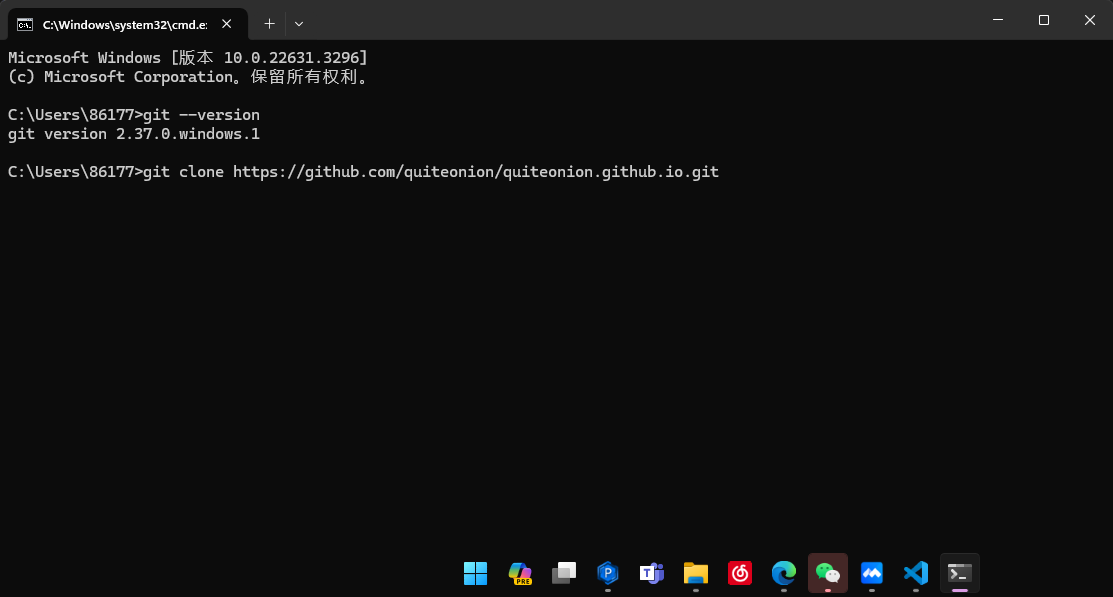 C:\Windows\system32\cmd.e:
Microsoft Windows [版本 10.0.22631.3296]
(c) Microsoft Corporation。保留所有权利。
C:\Users\86177>git --version
git version 2.37.0.windows.1
C:\Users\86177>git clone https://github.com/quiteonion/quiteonion.github.io.git
PRE